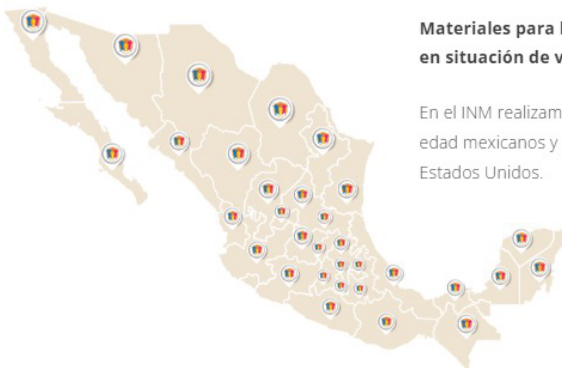 Materiales para
en situación de
En el INM realizam
edad mexicanos y
Estados Unidos.